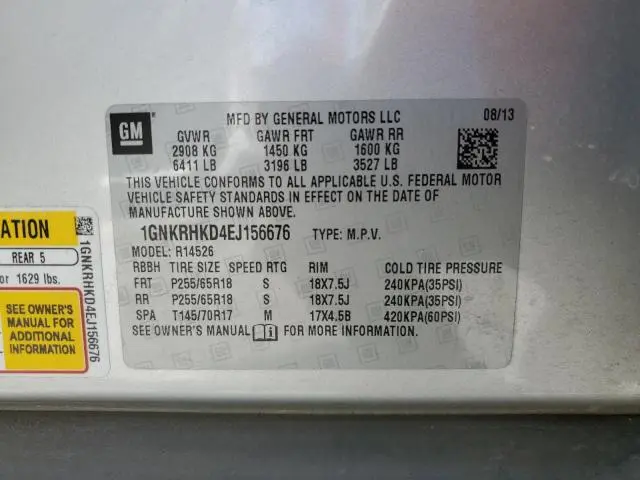 MFD BY GENERAL MOTORS LLC 08/13
GM
GVWR GAWR FRT GAWR RR
2908 KG 1450 KG 1600 KG
6411 LB 3196 LB 3527 LB
THIS VEHICLE CONFORMS TO ALL APPLICABLE U.S. FEDERAL MOTOR
VEHICLE SAFETY STANDARDS IN EFFECT ON THE DATE OF
MANUFACTURE SHOWN ABOVE.
1GNKRHKD4EJ156676 TYPE: M.P.V.
MODEL: R14526
RBBH TIRE SIZE SPEED RTG RIM COLD TIRE PRESSURE
FRT P255/65R18 S 18X7.5J 240KPA(35PSI)
RR P255/65R18 S 18X7.5J 240KPA(35PSI)
SPA T145/70R17 M 17X4.5B 420KPA(60PSI)
SEE OWNER'S MANUAL FOR MORE INFORMATION.
ATION
REAR 5
or 1629 lbs.
SEE OWNER'S
MANUAL FOR
ADDITIONAL
INFORMATION
1GNKRHKD4EJ156676